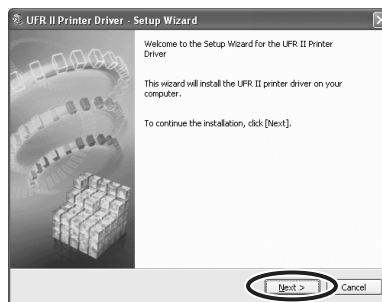 UFR II Printer Driver - Setup Wizard
Welcome to the Setup Wizard for the UFR II Printer
Driver
This wizard will install the UFR II printer driver on your
computer.
To continue the installation, click [Next].
Next >
Cancel